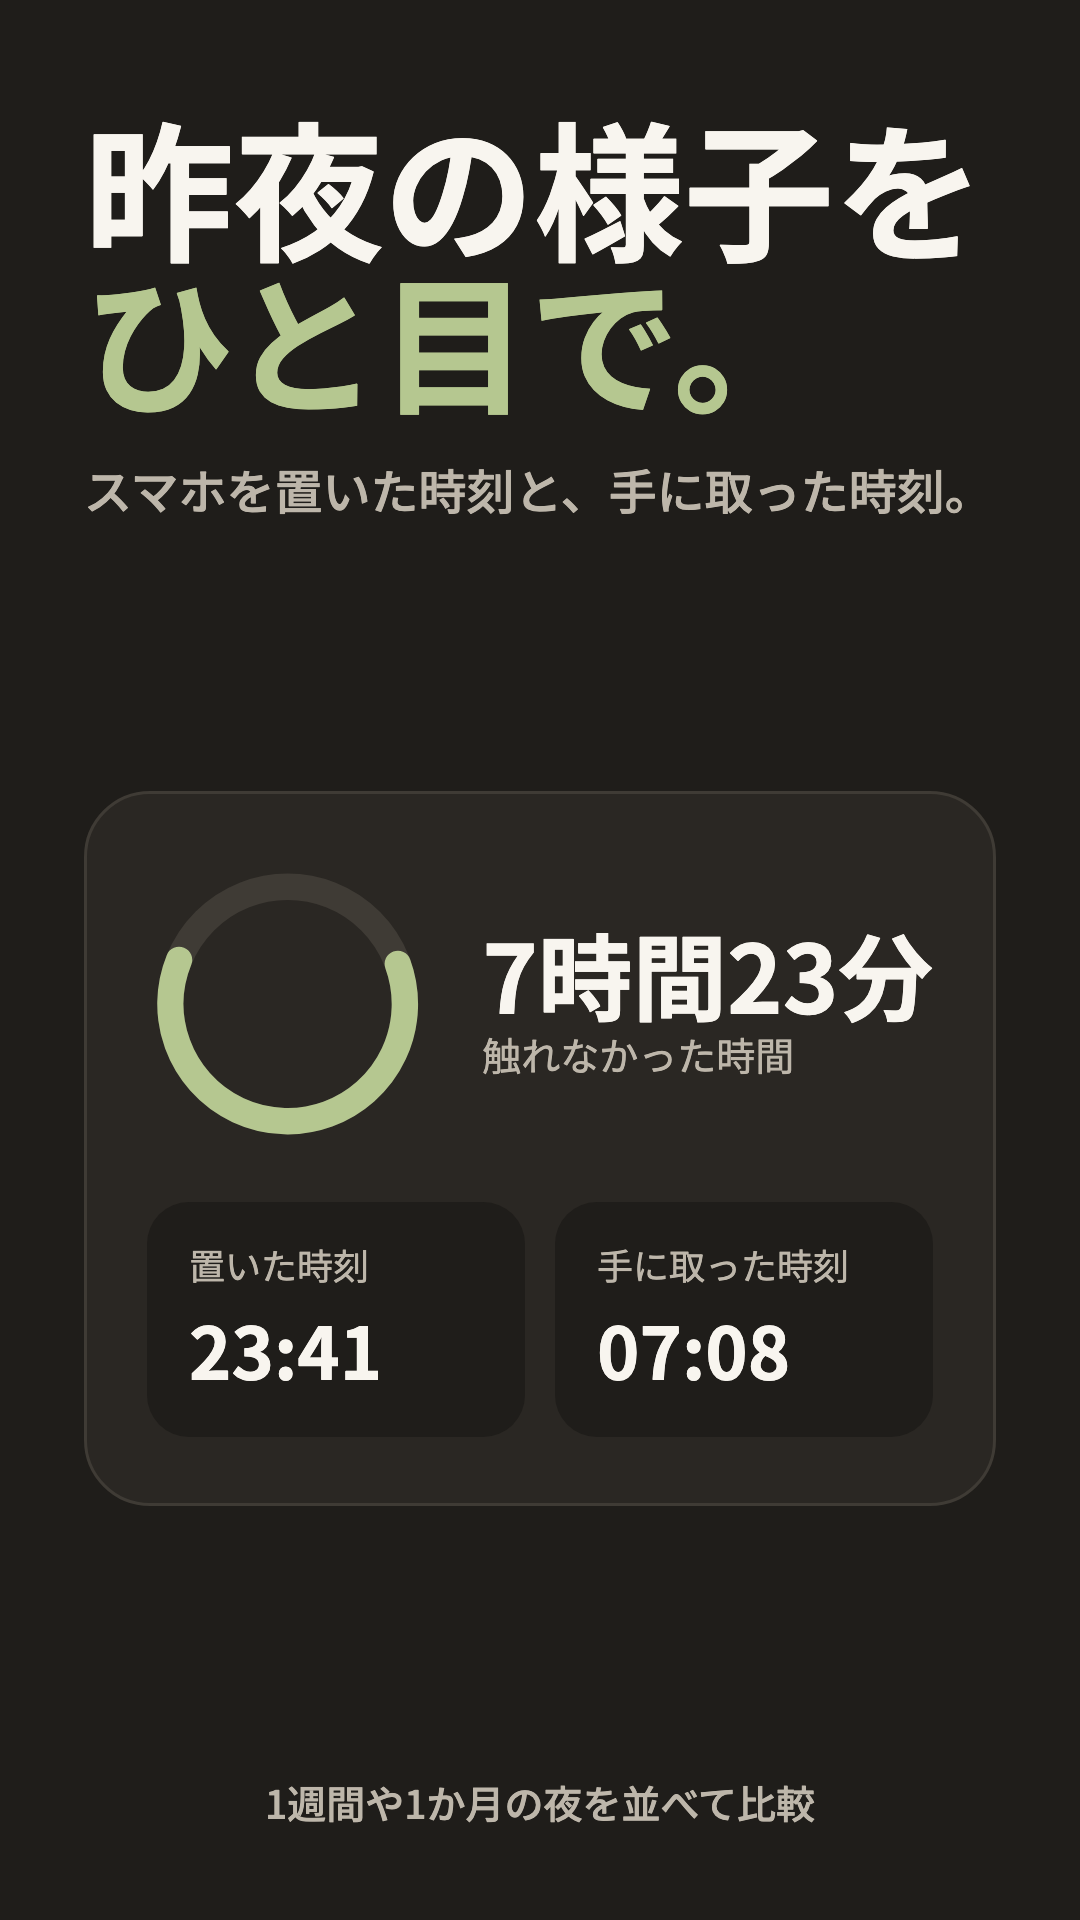 昨夜の様子を
ひと目で。
スマホを置いた時刻と、手に取った時刻。
7時間23分
触れなかった時間
置いた時刻
23:41
手に取った時刻
07:08
1週間や1か月の夜を並べて比較